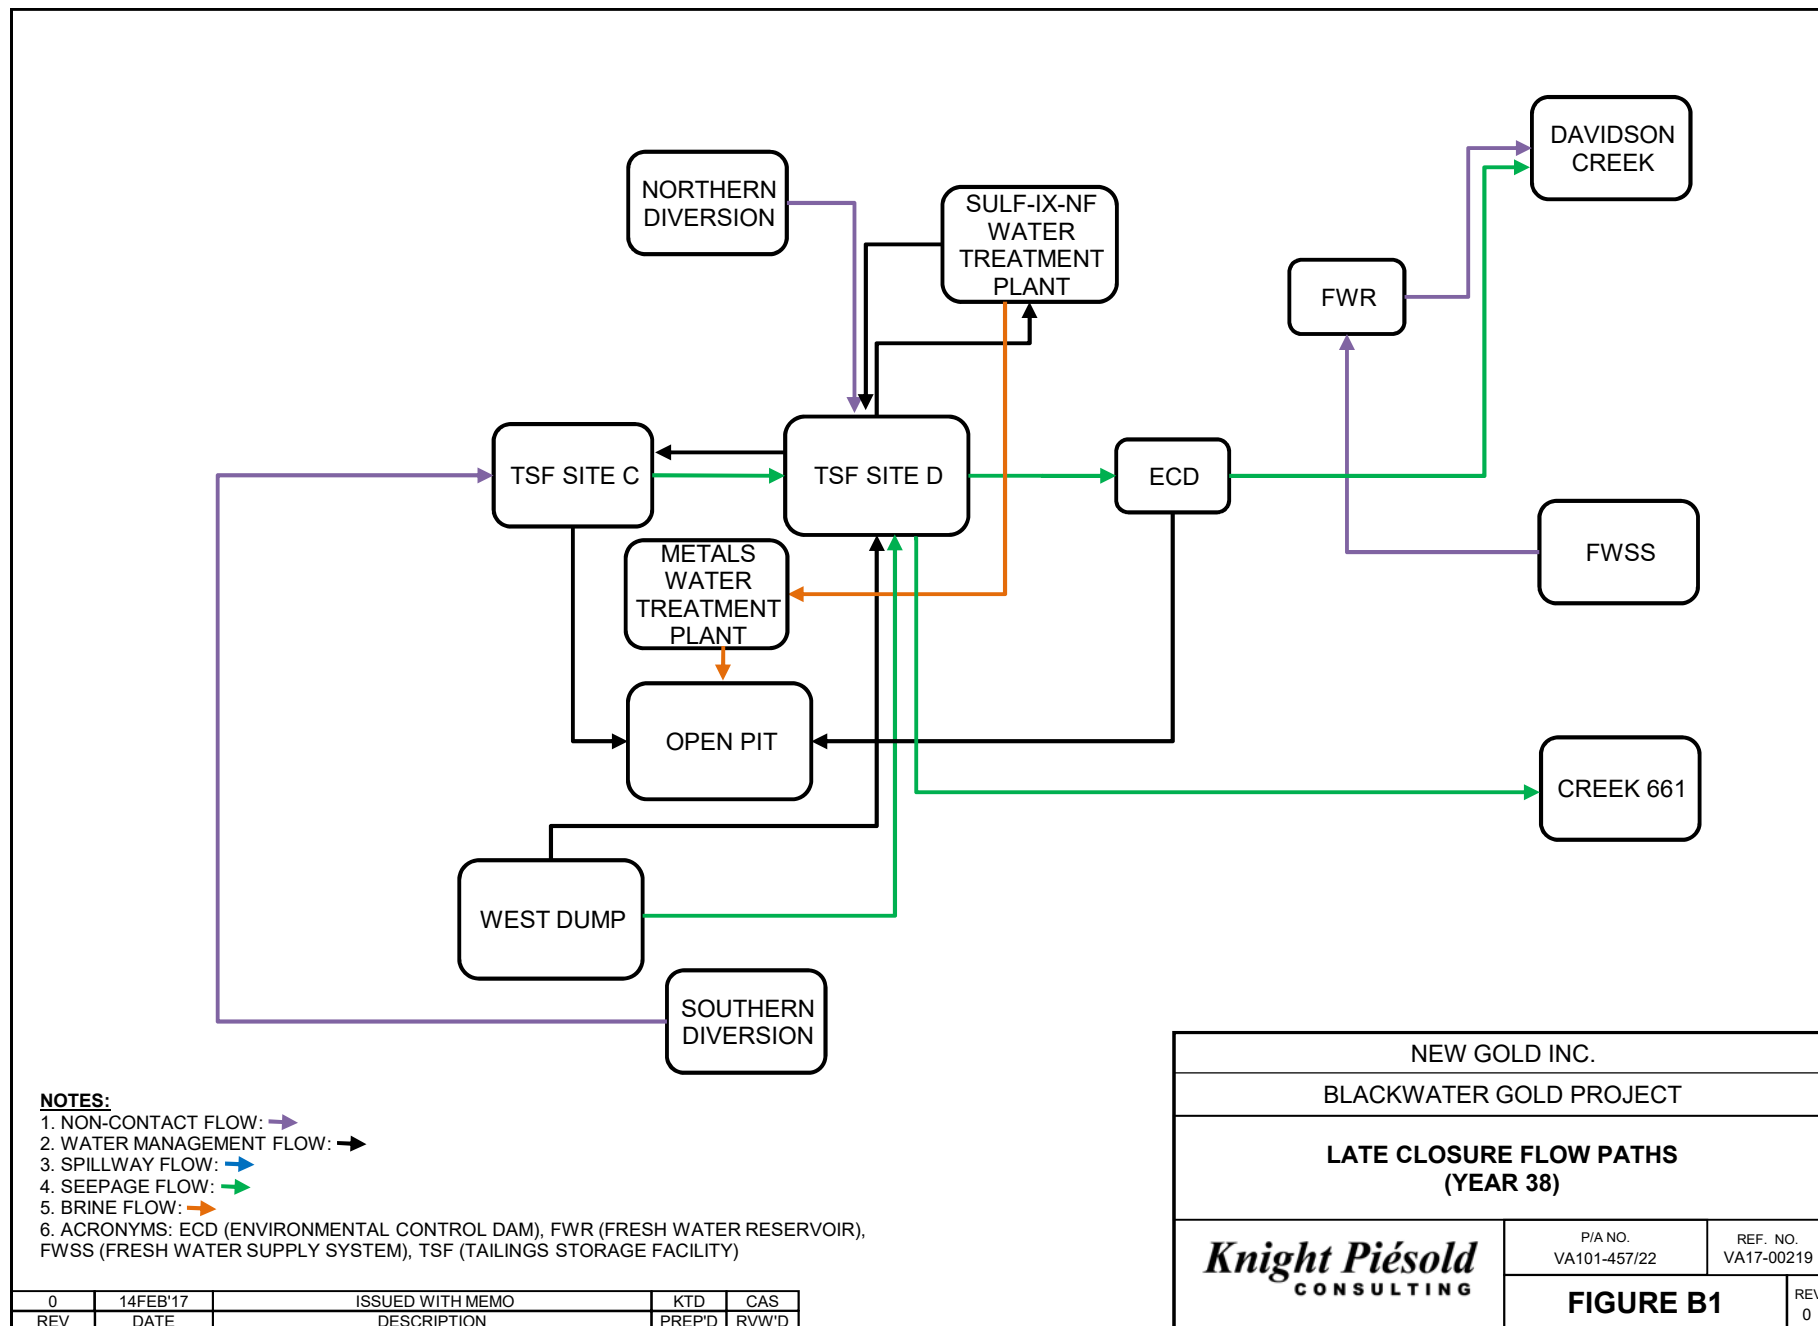 DAVIDSON
CREEK
NORTHERN
DIVERSION
SULF-IX-NF
WATER
TREATMENT
PLANT
FWR
TSF SITE C
TSF SITE D
ECD
FWSS
METALS
WATER
TREATMENT
PLANT
OPEN PIT
CREEK 661
WEST DUMP
SOUTHERN
DIVERSION
NOTES:
1. NON-CONTACT FLOW:
2. WATER MANAGEMENT FLOW:
3. SPILLWAY FLOW:
4. SEEPAGE FLOW:
5. BRINE FLOW:
6. ACRONYMS: ECD (ENVIRONMENTAL CONTROL DAM), FWR (FRESH WATER RESERVOIR),
FWSS (FRESH WATER SUPPLY SYSTEM), TSF (TAILINGS STORAGE FACILITY)
0 14FEB'17 ISSUED WITH MEMO KTD CAS
REV DATE DESCRIPTION PREP'D RVW'D
NEW GOLD INC.
BLACKWATER GOLD PROJECT
LATE CLOSURE FLOW PATHS
(YEAR 38)
Knight Piésold
CONSULTING
P/A NO.
VA101-457/22
REF. NO.
VA17-00219
FIGURE B1
REV
0